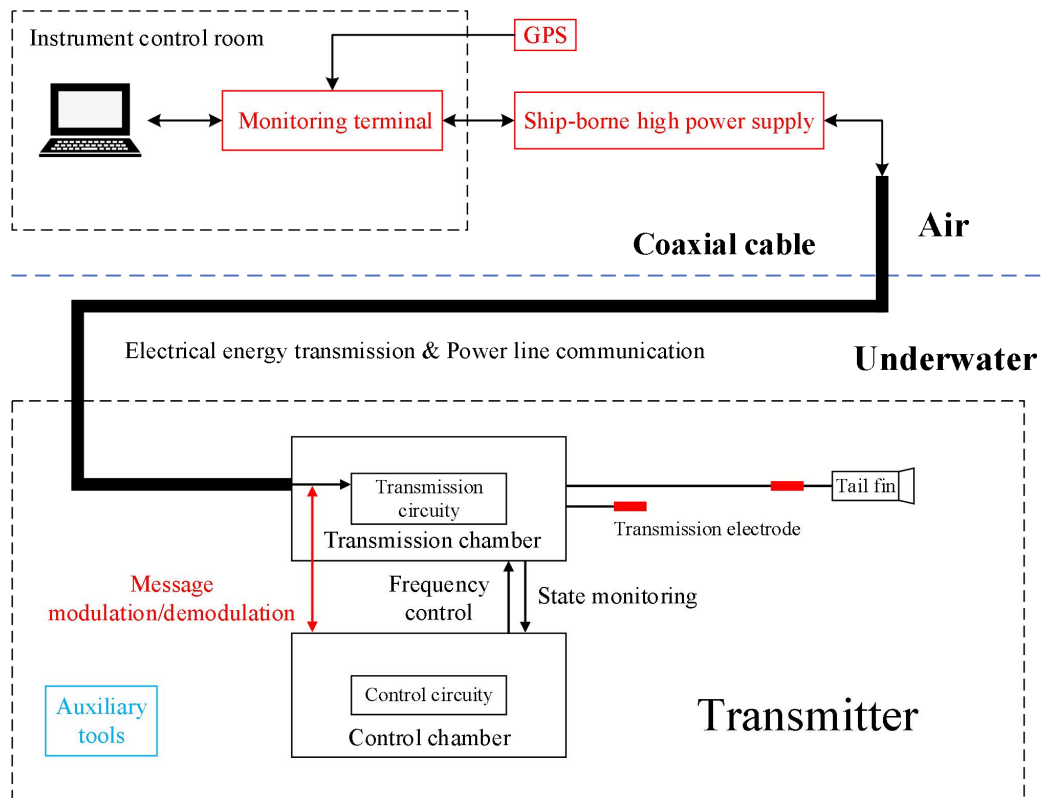 Instrument control room
GPS
Monitoring terminal
Ship-borne high power supply
Air
Coaxial cable
Electrical energy transmission & Power line communication
Underwater
Transmission
circuity
Transmission chamber
Tail fin
Transmission electrode
Message
modulation/demodulation
Frequency
control
State monitoring
Control circuity
Control chamber
Auxiliary
tools
Transmitter